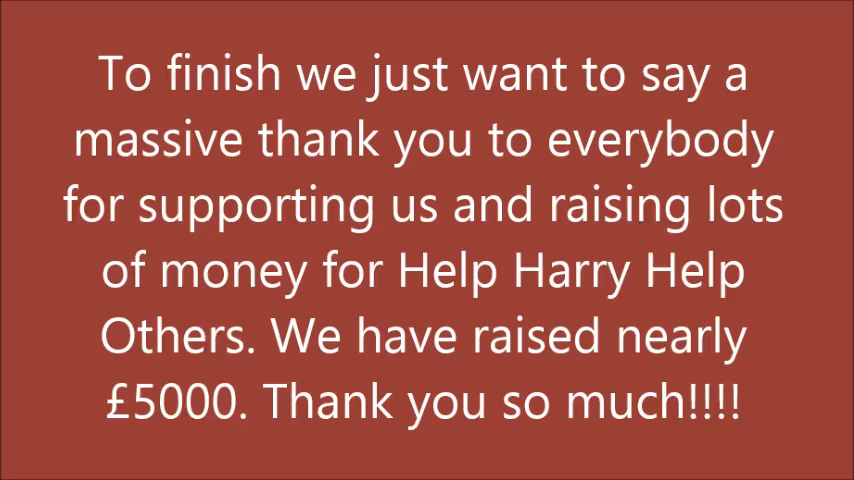 To finish we just want to say a
massive thank you to everybody
for supporting us and raising lots
of money for Help Harry Help
Others. We have raised nearly
£5000. Thank you so much!!!!